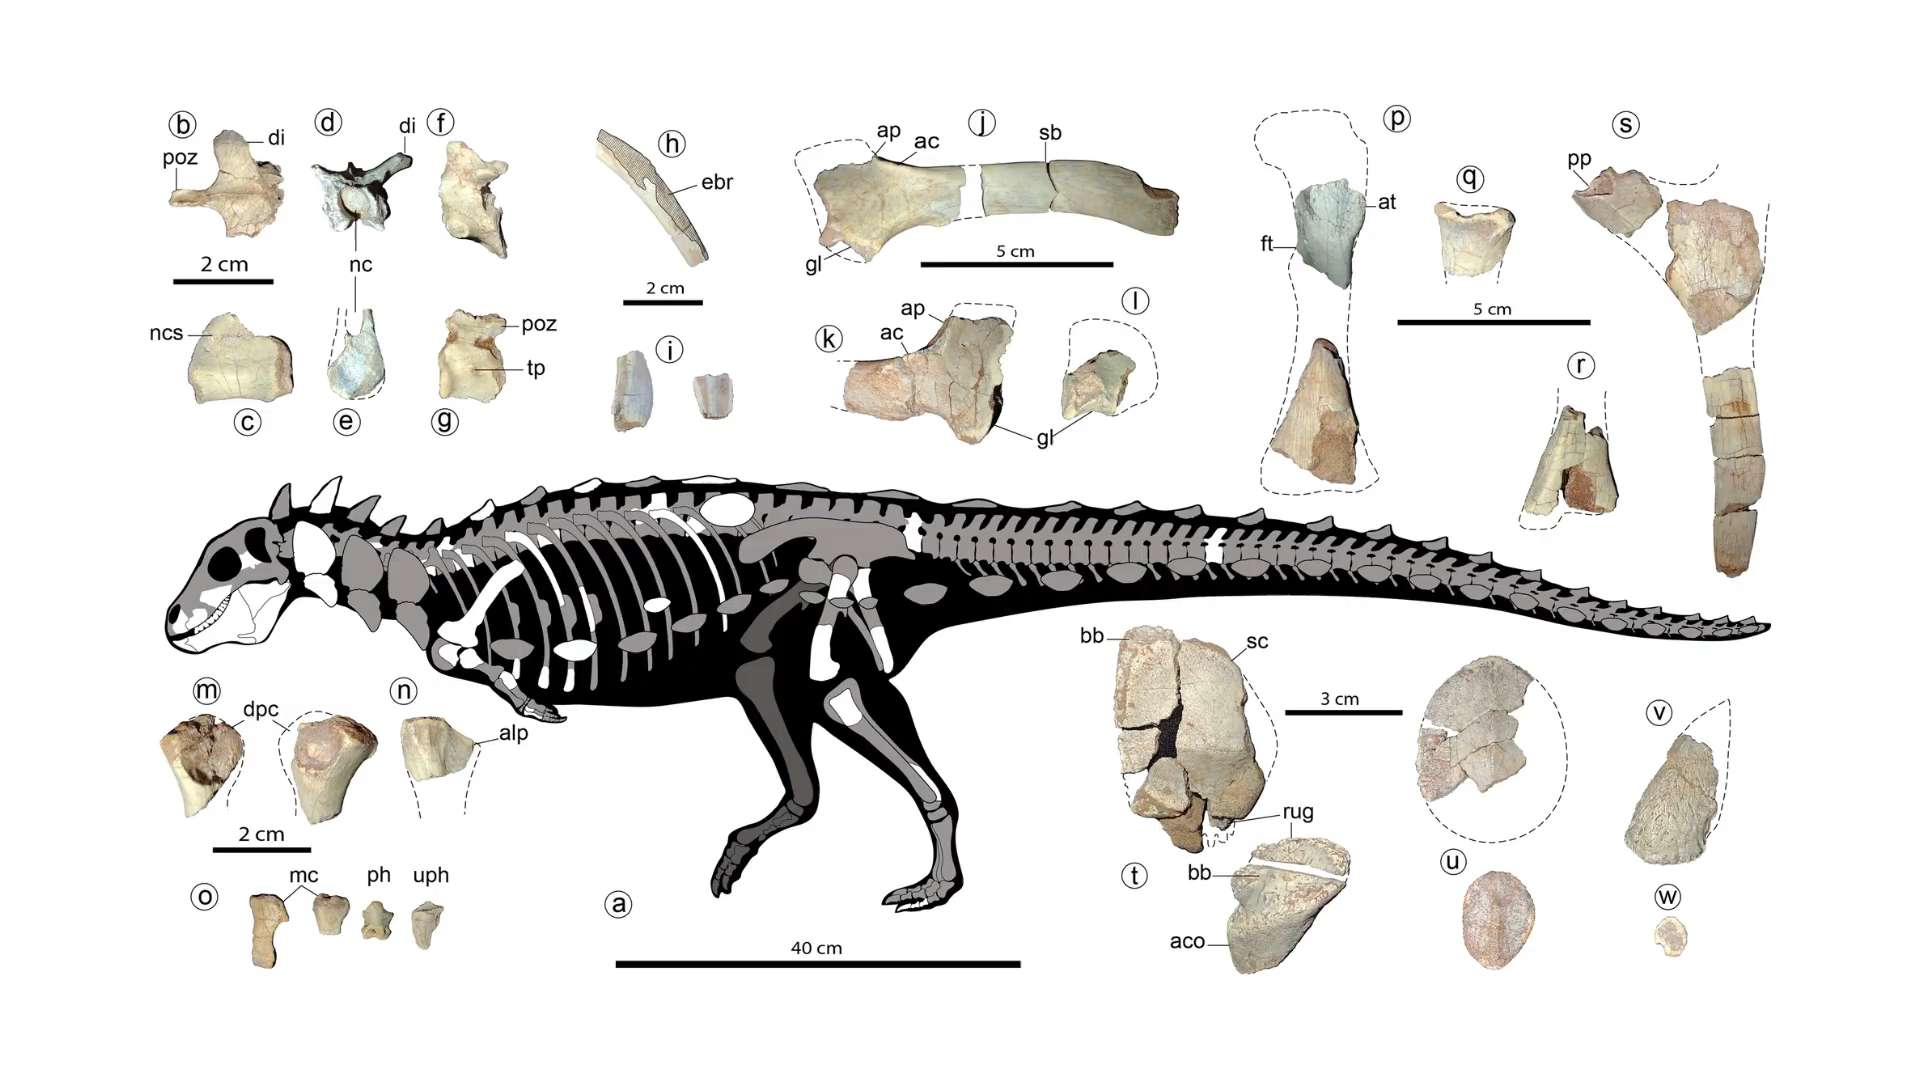 b
di
poz
d
di
f
2 cm
nc
ncs
c
e
poz
tp
g
h
ebr
2 cm
i
ap
ac
j
sb
gl
5 cm
ap
ac
k
l
gl
p
at
ft
q
5 cm
r
s
pp
m
dpc
n
alp
2 cm
o
mc
ph
uph
a
40 cm
bb
sc
3 cm
rug
t
bb
aco
u
v
w